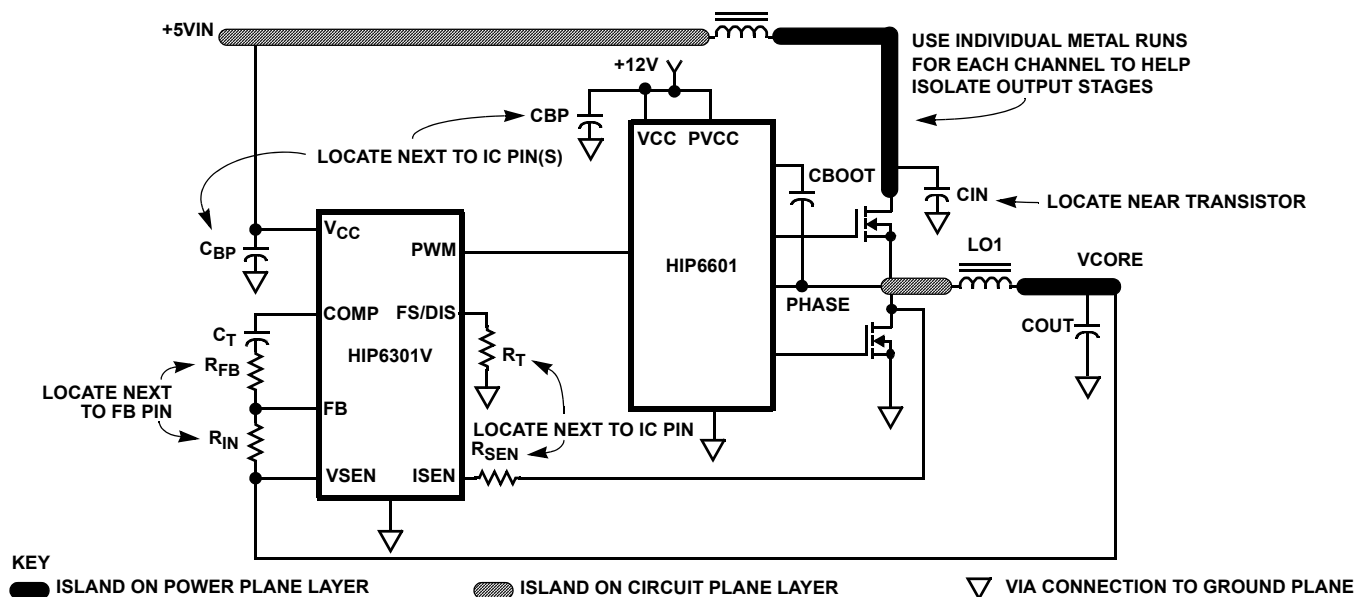 +5VIN
USE INDIVIDUAL METAL RUNS
FOR EACH CHANNEL TO HELP
ISOLATE OUTPUT STAGES
+12V
CBP
VCC PVCC
LOCATE NEXT TO IC PIN(S)
CBOOT
CIN
LOCATE NEAR TRANSISTOR
VCC
CBP
PWM
HIP6601
LO1
VCORE
PHASE
COMP
FS/DIS
COUT
CT
HIP6301V
RT
RFB
LOCATE NEXT
TO FB PIN
FB
RIN
LOCATE NEXT TO IC PIN
RSEN
VSEN
ISEN
KEY
ISLAND ON POWER PLANE LAYER
ISLAND ON CIRCUIT PLANE LAYER
VIA CONNECTION TO GROUND PLANE